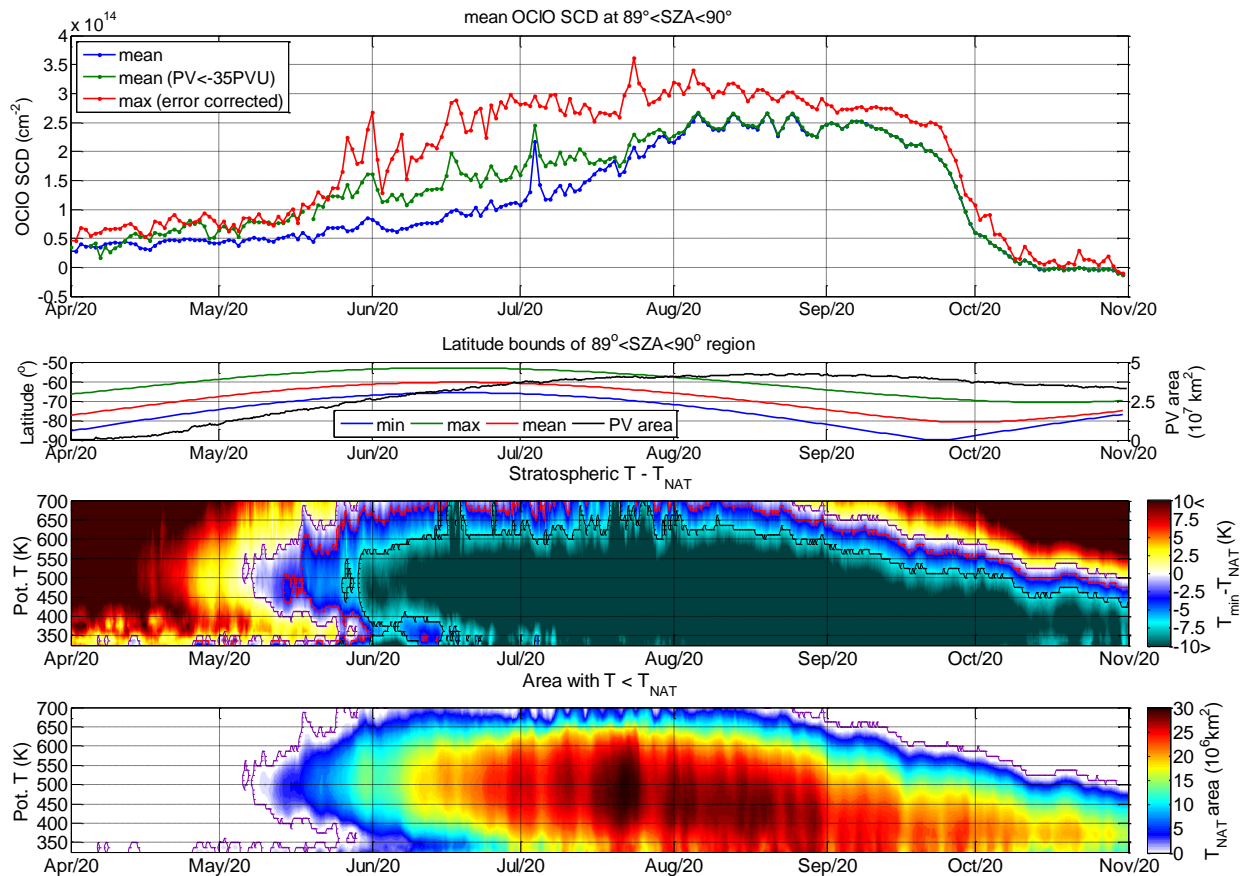 mean OClO SCD at 89°<SZA<90°
x 10^14
OClO SCD (cm^-2)
4
3.5
3
2.5
2
1.5
1
0.5
0
-0.5
mean
mean (PV<-35PVU)
max (error corrected)
Apr/20 May/20 Jun/20 Jul/20 Aug/20 Sep/20 Oct/20 Nov/20
Latitude bounds of 89°<SZA<90° region
Latitude (°)
-50
-60
-70
-80
-90
5
2.5
0
PV area
(10^7 km^2)
min max mean PV area
Apr/20 May/20 Jun/20 Jul/20 Aug/20 Sep/20 Oct/20 Nov/20
Stratospheric T - T_NAT
Pot. T (K)
700
650
600
550
500
450
400
350
10<
7.5
5
2.5
0
-2.5
-5
-7.5
-10>
T_min-T_NAT (K)
Apr/20 May/20 Jun/20 Jul/20 Aug/20 Sep/20 Oct/20 Nov/20
Area with T < T_NAT
Pot. T (K)
700
650
600
550
500
450
400
350
30
25
20
15
10
5
0
T_NAT area (10^6km^2)
Apr/20 May/20 Jun/20 Jul/20 Aug/20 Sep/20 Oct/20 Nov/20